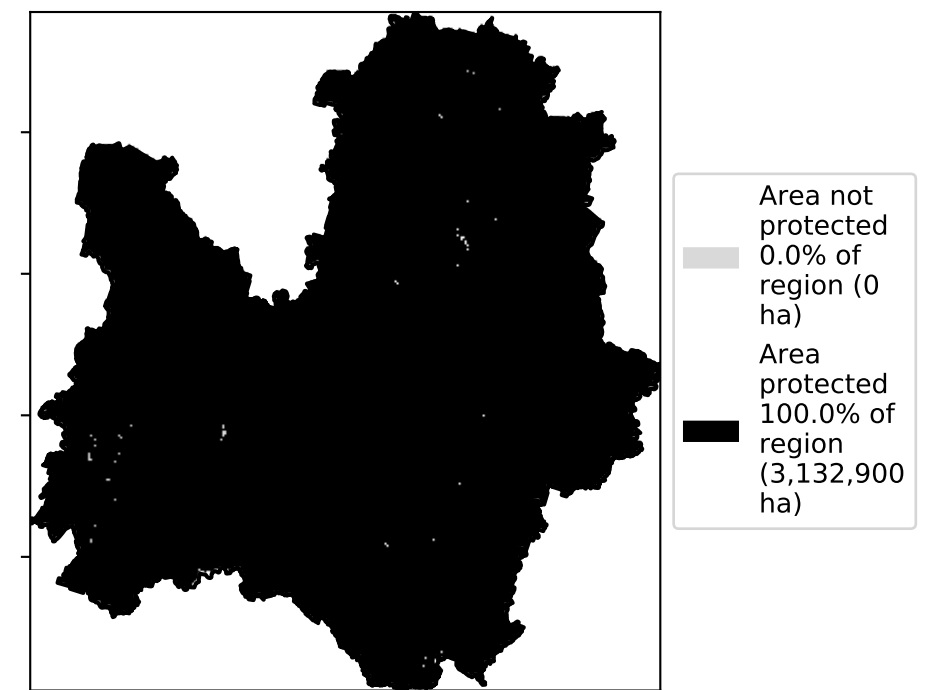 Area not
protected
0.0% of
region (0
ha)
Area
protected
100.0% of
region
(3,132,900
ha)